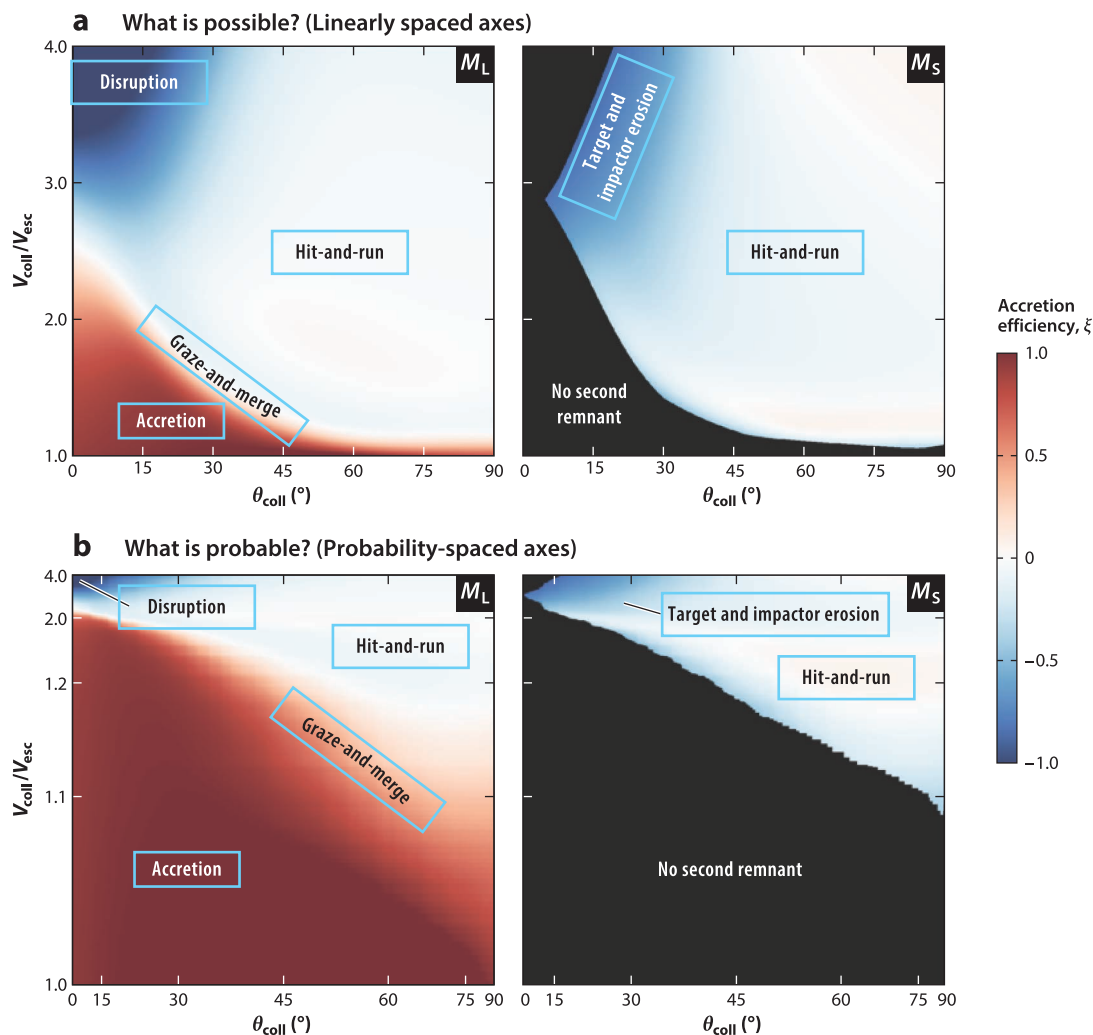 a What is possible? (Linearly spaced axes)
4.0
3.0
2.0
1.0
V_coll/V_esc
M_L
Disruption
Hit-and-run
Graze-and-merge
Accretion
0 15 30 45 60 75 90
θ_coll (°)
M_S
Target and
impactor erosion
Hit-and-run
No second
remnant
15 30 45 60 75 90
θ_coll (°)
Accretion
efficiency, ξ
1.0
0.5
0
−0.5
−1.0
b What is probable? (Probability-spaced axes)
4.0
2.0
1.2
1.1
1.0
V_coll/V_esc
M_L
Disruption
Hit-and-run
Graze-and-merge
Accretion
0 15 30 45 60 75 90
θ_coll (°)
M_S
Target and impactor erosion
Hit-and-run
No second remnant
0 15 30 45 60 75 90
θ_coll (°)